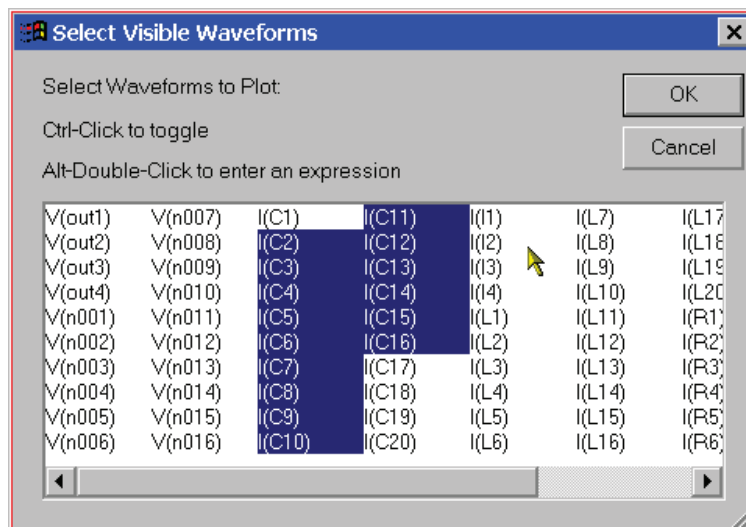 Select Visible Waveforms
Select Waveforms to Plot:
OK
Ctrl-Click to toggle
Cancel
Alt-Double-Click to enter an expression
V(out1) V(n007) I(C1) I(C11) I(I1) I(L7) I(L17
V(out2) V(n008) I(C2) I(C12) I(I2) I(L8) I(L18
V(out3) V(n009) I(C3) I(C13) I(I3) I(L9) I(L19
V(out4) V(n010) I(C4) I(C14) I(I4) I(L10) I(L20
V(n001) V(n011) I(C5) I(C15) I(L1) I(L11) I(R1)
V(n002) V(n012) I(C6) I(C16) I(L2) I(L12) I(R2)
V(n003) V(n013) I(C7) I(C17) I(L3) I(L13) I(R3)
V(n004) V(n014) I(C8) I(C18) I(L4) I(L14) I(R4)
V(n005) V(n015) I(C9) I(C19) I(L5) I(L15) I(R5)
V(n006) V(n016) I(C10) I(C20) I(L6) I(L16) I(R6)